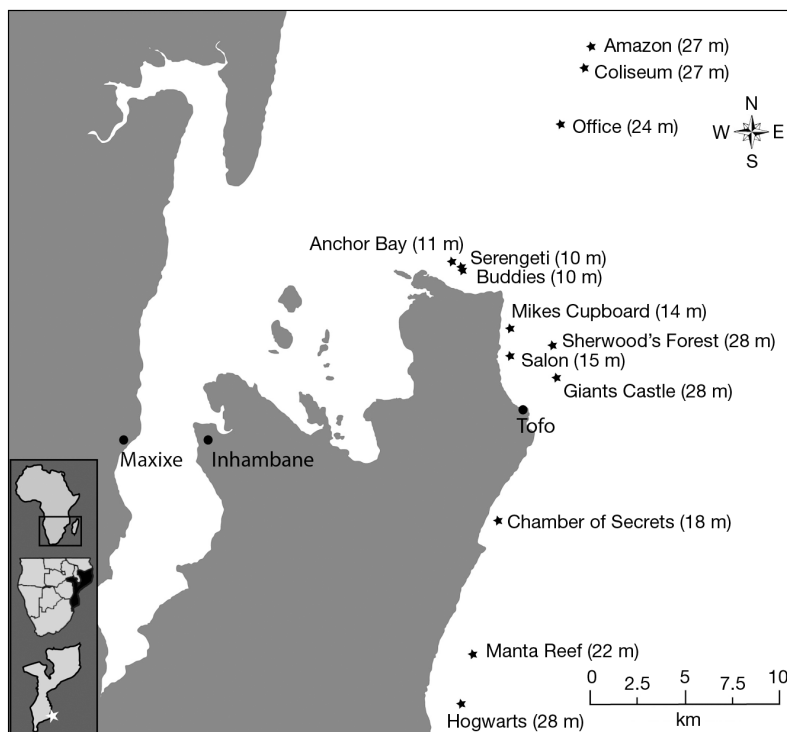 Amazon (27 m)
Coliseum (27 m)
N
Office (24 m)
W E
S
Anchor Bay (11 m)
Serengeti (10 m)
Buddies (10 m)
Mikes Cupboard (14 m)
Sherwood's Forest (28 m)
Salon (15 m)
Giants Castle (28 m)
Tofo
Maxixe
Inhambane
Chamber of Secrets (18 m)
Manta Reef (22 m)
0 2.5 5 7.5 10
km
Hogwarts (28 m)